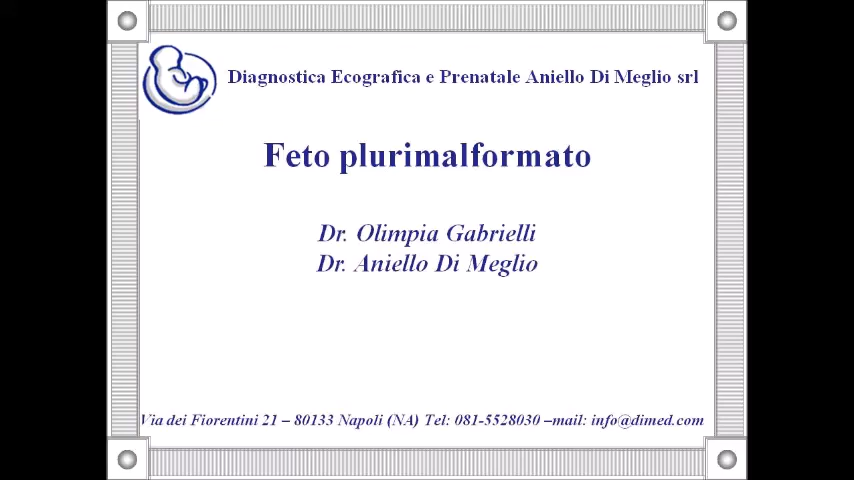 Diagnostica Ecografica e Prenatale Aniello Di Meglio srl
Feto plurimalformato
Dr. Olimpia Gabrielli
Dr. Aniello Di Meglio
Via dei Fiorentini 21 – 80133 Napoli (NA) Tel: 081-5528030 –mail: info@dimed.com